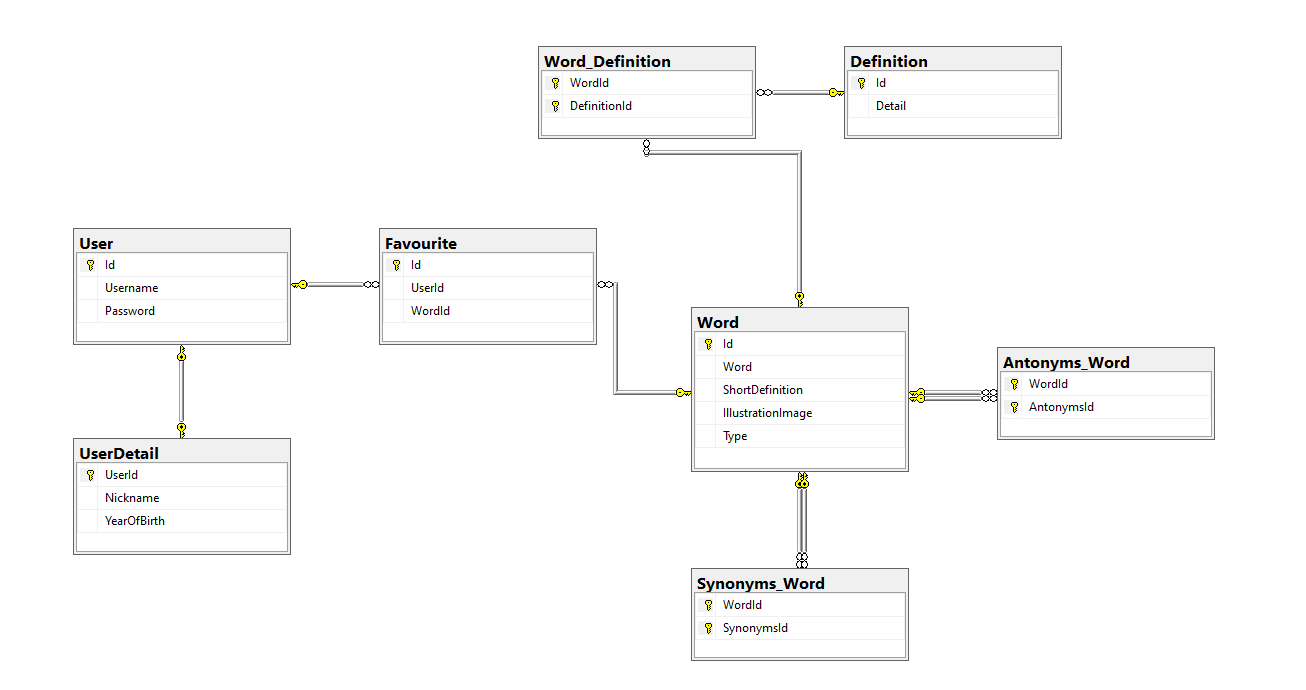 Word_Definition
WordId
DefinitionId
Definition
Id
Detail
User
Id
Username
Password
Favourite
Id
UserId
WordId
Word
Id
Word
ShortDefinition
IllustrationImage
Type
Antonyms_Word
WordId
AntonymsId
UserDetail
UserId
Nickname
YearOfBirth
Synonyms_Word
WordId
SynonymsId